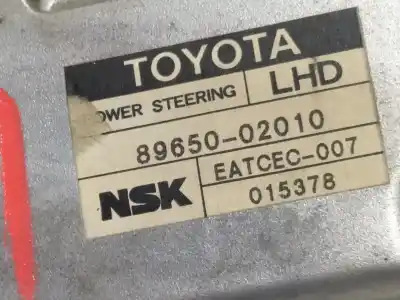 TOYOTA
OWER STEERING
LHD
89650-02010
NSK
EATCEC-007
015378